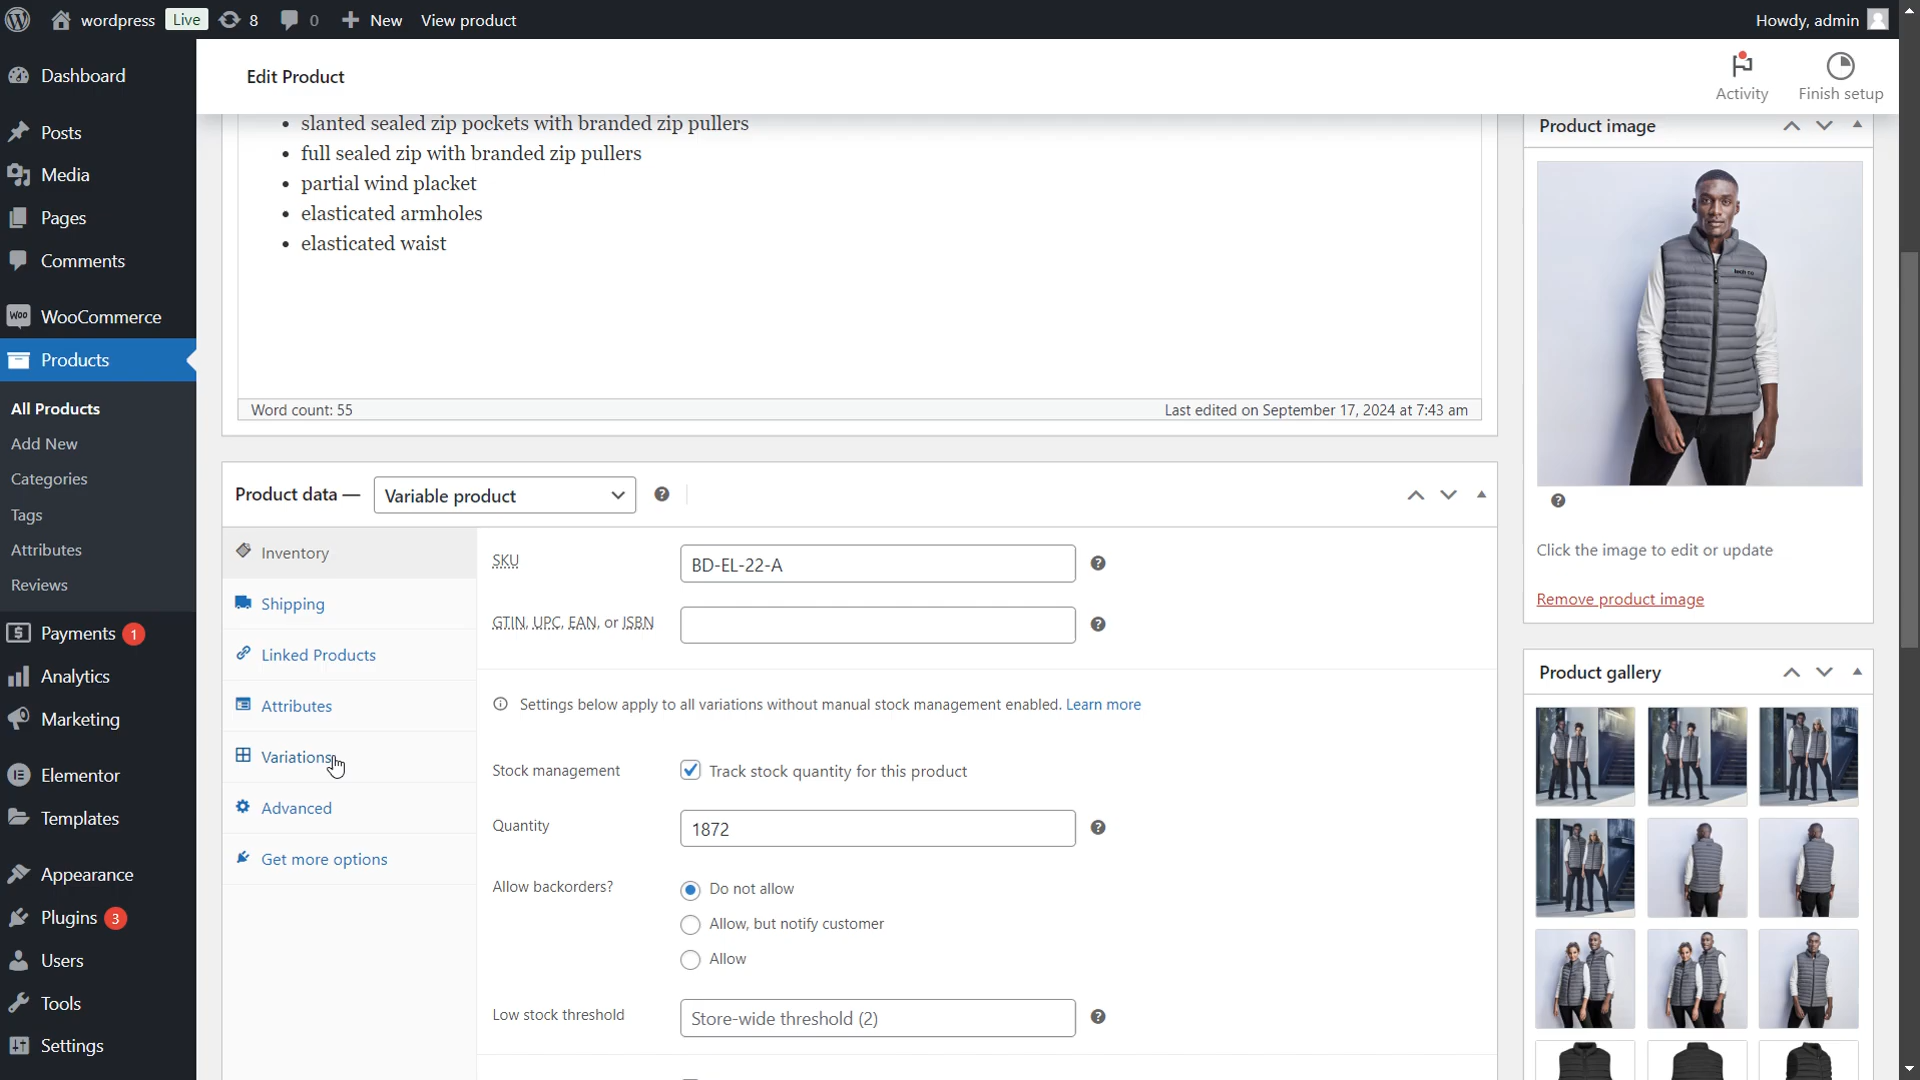 wordpress Live 8 0 New View product
Howdy, admin
Dashboard
Posts
Media
Pages
Comments
Woo WooCommerce
Products
All Products
Add New
Categories
Tags
Attributes
Reviews
Payments 1
Analytics
Marketing
Elementor
Templates
Appearance
Plugins 3
Users
Tools
Settings
Edit Product
Activity
Finish setup
• slanted sealed zip pockets with branded zip pullers
• full sealed zip with branded zip pullers
• partial wind placket
• elasticated armholes
• elasticated waist
Word count: 55
Last edited on September 17, 2024 at 7:43 am
Product data — Variable product
Inventory
Shipping
Linked Products
Attributes
Variations
Advanced
Get more options
SKU BD-EL-22-A
GTIN, UPC, EAN, or ISBN
Settings below apply to all variations without manual stock management enabled. Learn more
Stock management Track stock quantity for this product
Quantity 1872
Allow backorders? Do not allow
Allow, but notify customer
Allow
Low stock threshold Store-wide threshold (2)
Product image
Click the image to edit or update
Remove product image
Product gallery